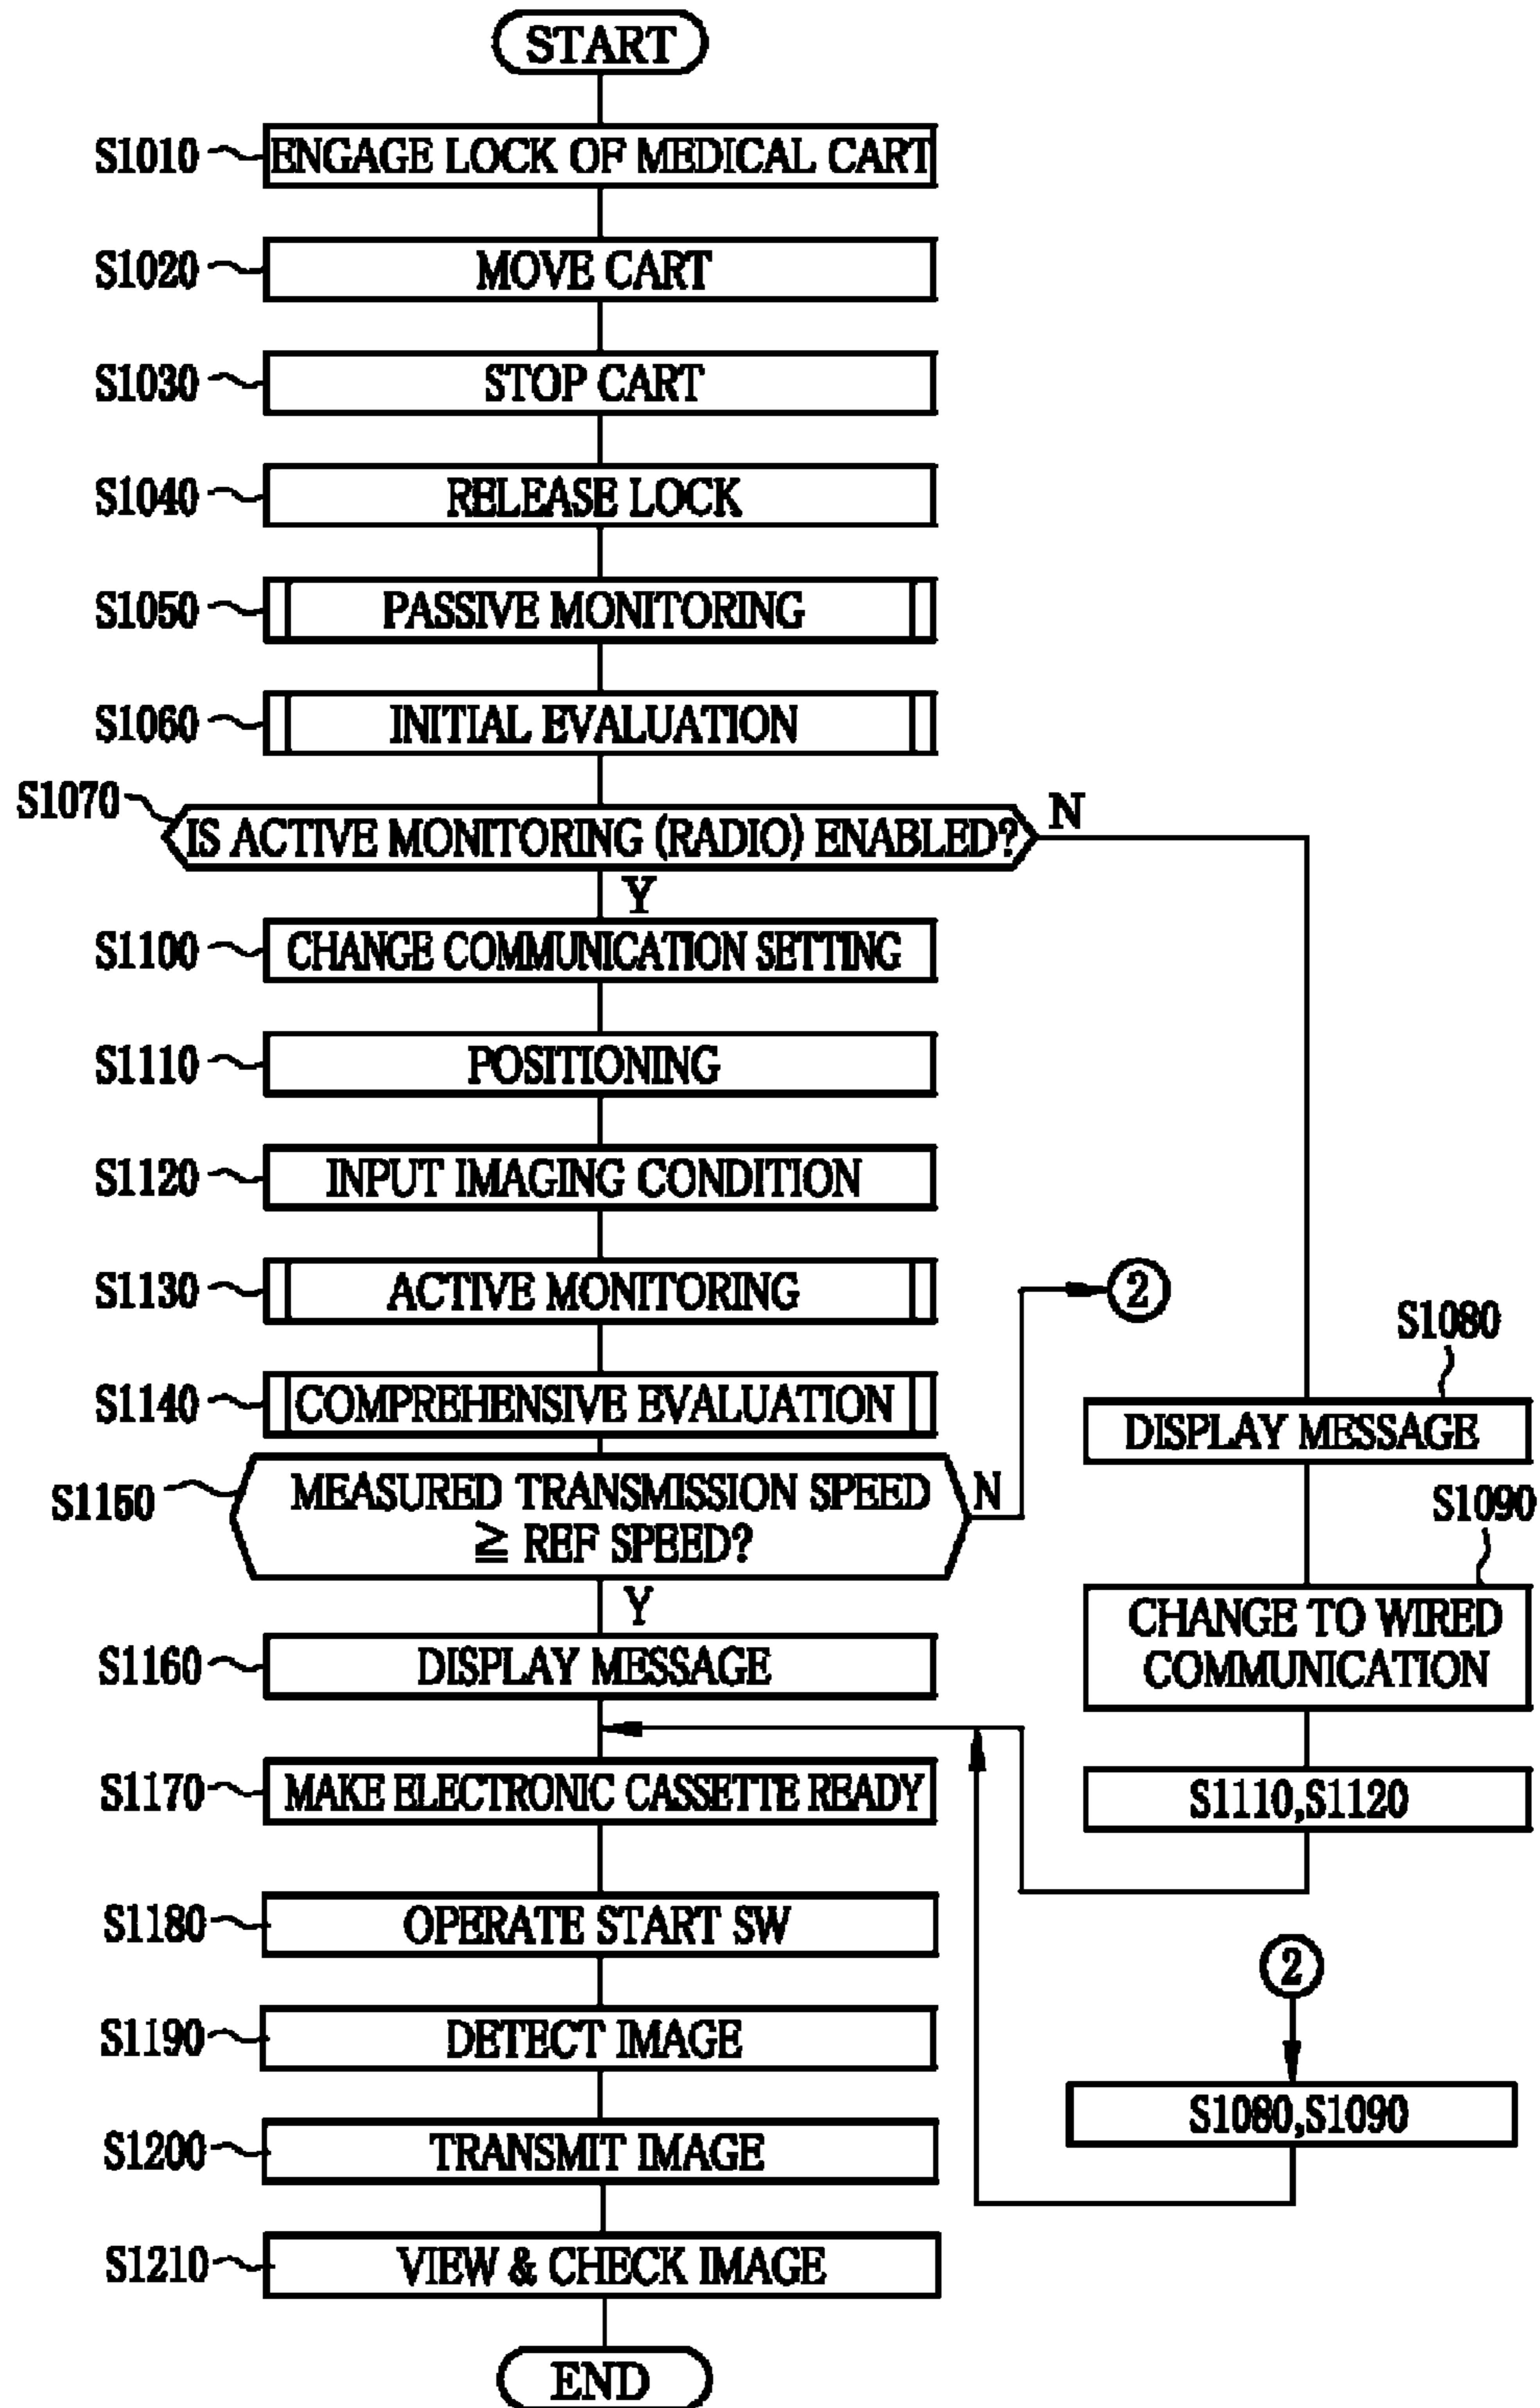 START
S1010 ENGAGE LOCK OF MEDICAL CART
S1020 MOVE CART
S1030 STOP CART
S1040 RELEASE LOCK
S1050 PASSIVE MONITORING
S1060 INITIAL EVALUATION
S1070 IS ACTIVE MONITORING (RADIO) ENABLED? N
Y
S1100 CHANGE COMMUNICATION SETTING
S1110 POSITIONING
S1120 INPUT IMAGING CONDITION
S1130 ACTIVE MONITORING
2
S1140 COMPREHENSIVE EVALUATION
S1150 MEASURED TRANSMISSION SPEED N
≧ REF SPEED?
Y
S1160 DISPLAY MESSAGE
S1080
DISPLAY MESSAGE
S1090
CHANGE TO WIRED
COMMUNICATION
S1110,S1120
S1170 MAKE ELECTRONIC CASSETTE READY
S1180 OPERATE START SW
2
S1080,S1090
S1190 DETECT IMAGE
S1200 TRANSMIT IMAGE
S1210 VIEW & CHECK IMAGE
END